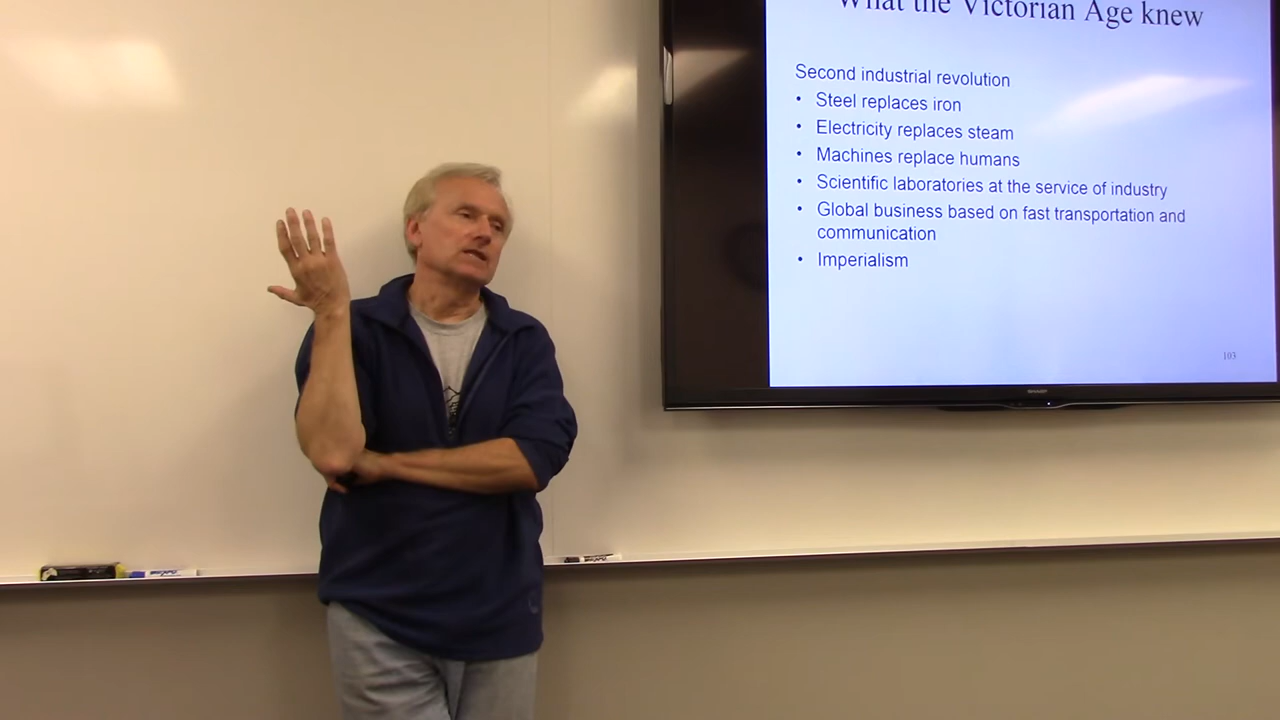 What the Victorian Age knew
Second industrial revolution
• Steel replaces iron
• Electricity replaces steam
• Machines replace humans
• Scientific laboratories at the service of industry
• Global business based on fast transportation and
communication
• Imperialism
103
SHARP